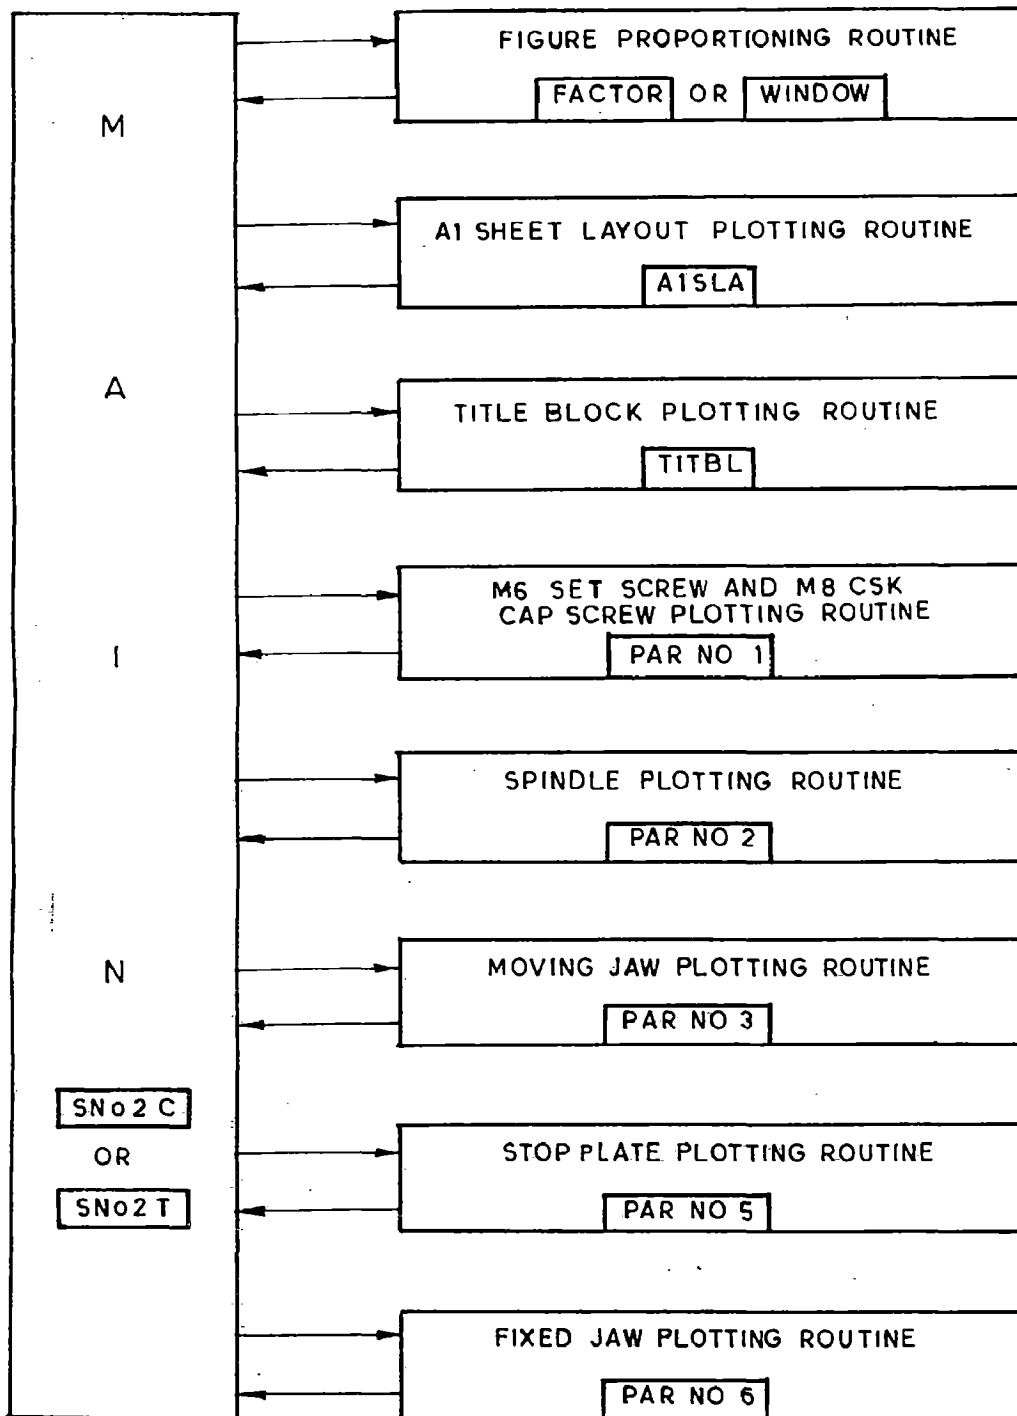 M
A
I
N
SNo2C
OR
SNo2T
FIGURE PROPORTIONING ROUTINE
FACTOR OR WINDOW
A1 SHEET LAYOUT PLOTTING ROUTINE
A1SLA
TITLE BLOCK PLOTTING ROUTINE
TITBL
M6 SET SCREW AND M8 CSK
CAP SCREW PLOTTING ROUTINE
PAR NO 1
SPINDLE PLOTTING ROUTINE
PAR NO 2
MOVING JAW PLOTTING ROUTINE
PAR NO 3
STOP PLATE PLOTTING ROUTINE
PAR NO 5
FIXED JAW PLOTTING ROUTINE
PAR NO 6